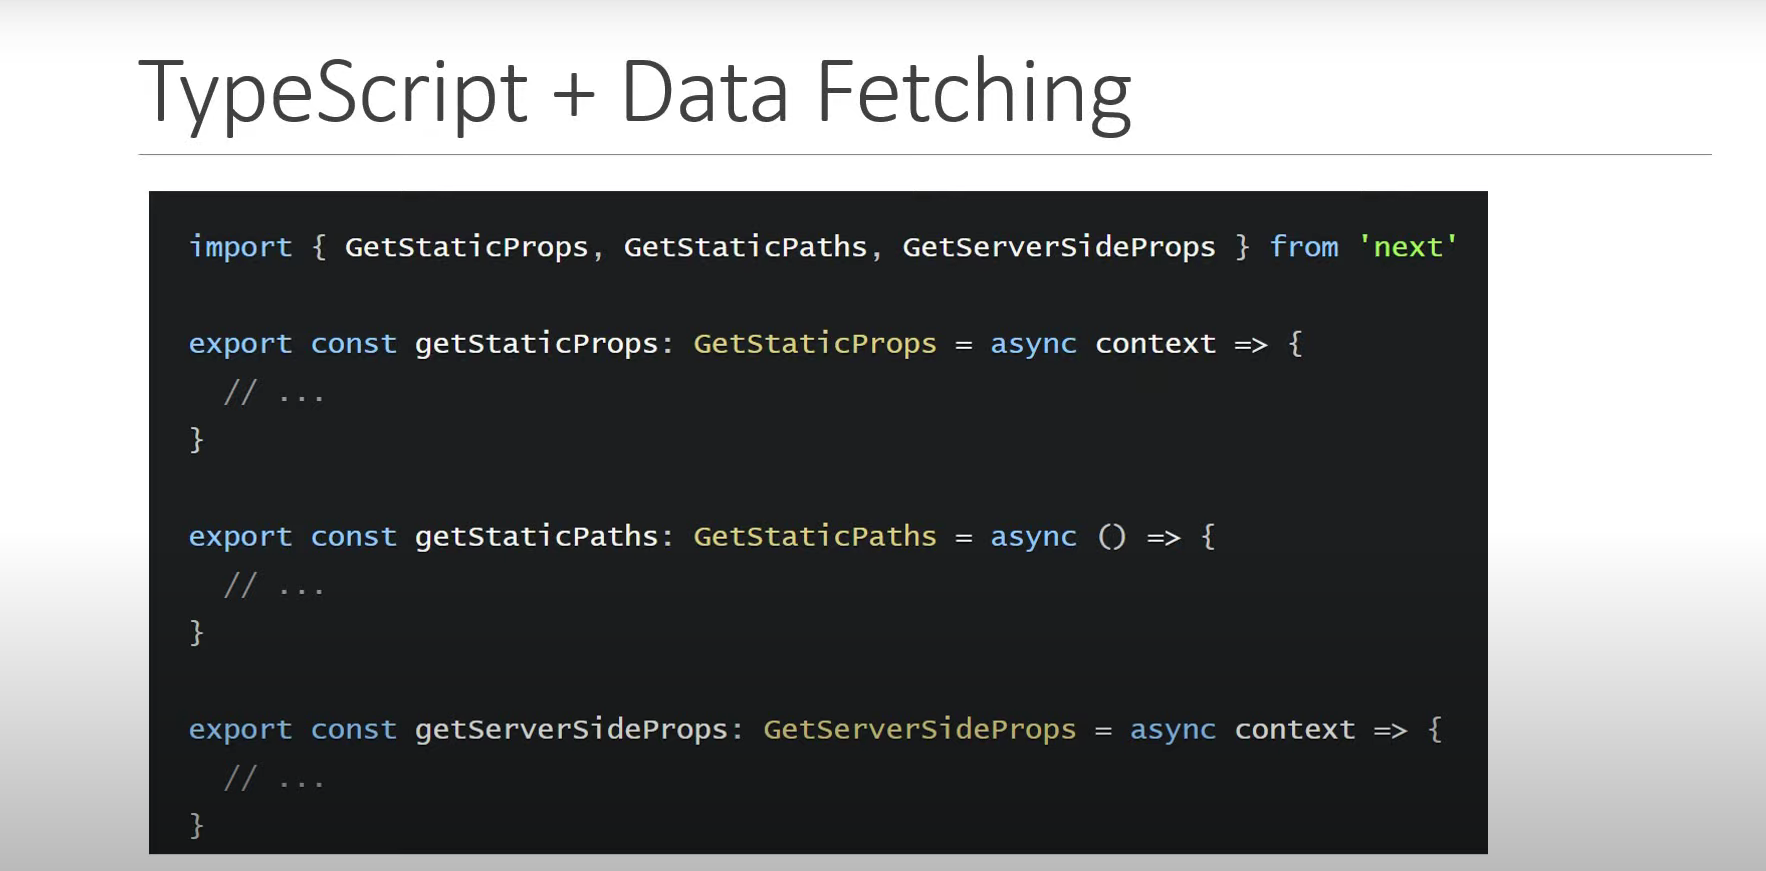 TypeScript + Data Fetching
import { GetStaticProps, GetStaticPaths, GetServerSideProps } from 'next'
export const getStaticProps: GetStaticProps = async context => {
  // ...
}
export const getStaticPaths: GetStaticPaths = async () => {
  // ...
}
export const getServerSideProps: GetServerSideProps = async context => {
  // ...
}